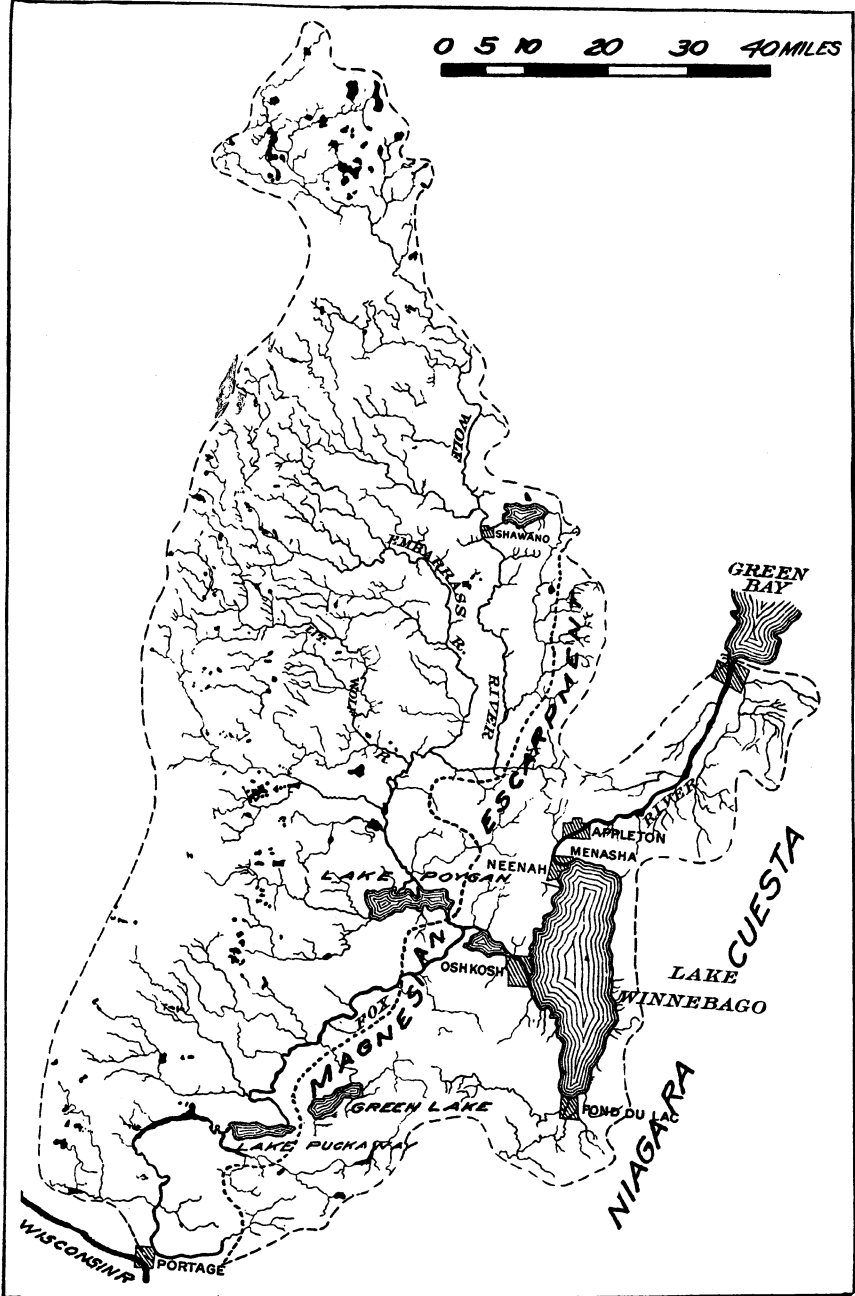 0 5 10 20 30 40 MILES
WOLF
SHAWANO
EMBARRASS R.
GREEN
BAY
LIT.
WOLF
R
RIVER
ESCARPMENT
RIVER
APPLETON
MENASHA
NEENAH
LAKE POYGAN
CUESTA
OSHKOSH
LAKE
WINNEBAGO
FOX
MAGNESIAN
GREEN LAKE
FOND DU LAC
LAKE PUCKAWAY
NIAGARA
WISCONSIN R
PORTAGE